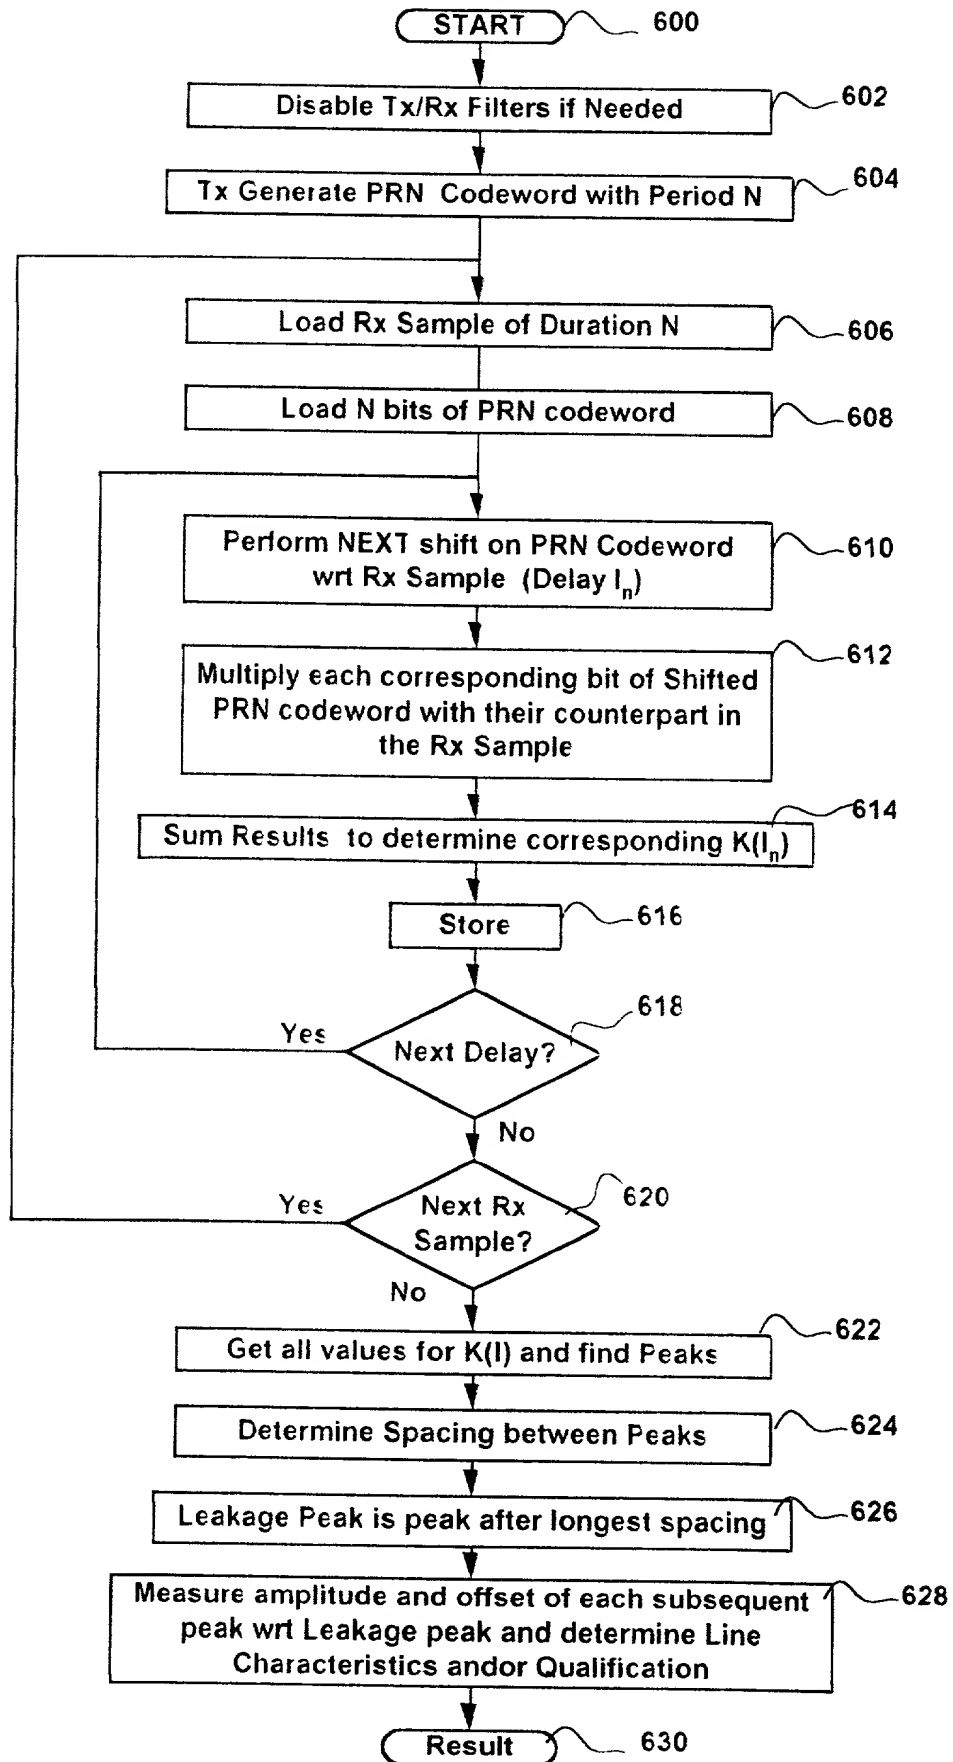 START
600
Disable Tx/Rx Filters if Needed
602
Tx Generate PRN Codeword with Period N
604
Load Rx Sample of Duration N
606
Load N bits of PRN codeword
608
Perform NEXT shift on PRN Codeword
wrt Rx Sample (Delay Iₙ)
610
Multiply each corresponding bit of Shifted
PRN codeword with their counterpart in
the Rx Sample
612
Sum Results to determine corresponding K(Iₙ)
614
Store
616
Next Delay?
618
Yes
No
Next Rx
Sample?
620
Yes
No
Get all values for K(I) and find Peaks
622
Determine Spacing between Peaks
624
Leakage Peak is peak after longest spacing
626
Measure amplitude and offset of each subsequent
peak wrt Leakage peak and determine Line
Characteristics andor Qualification
628
Result
630